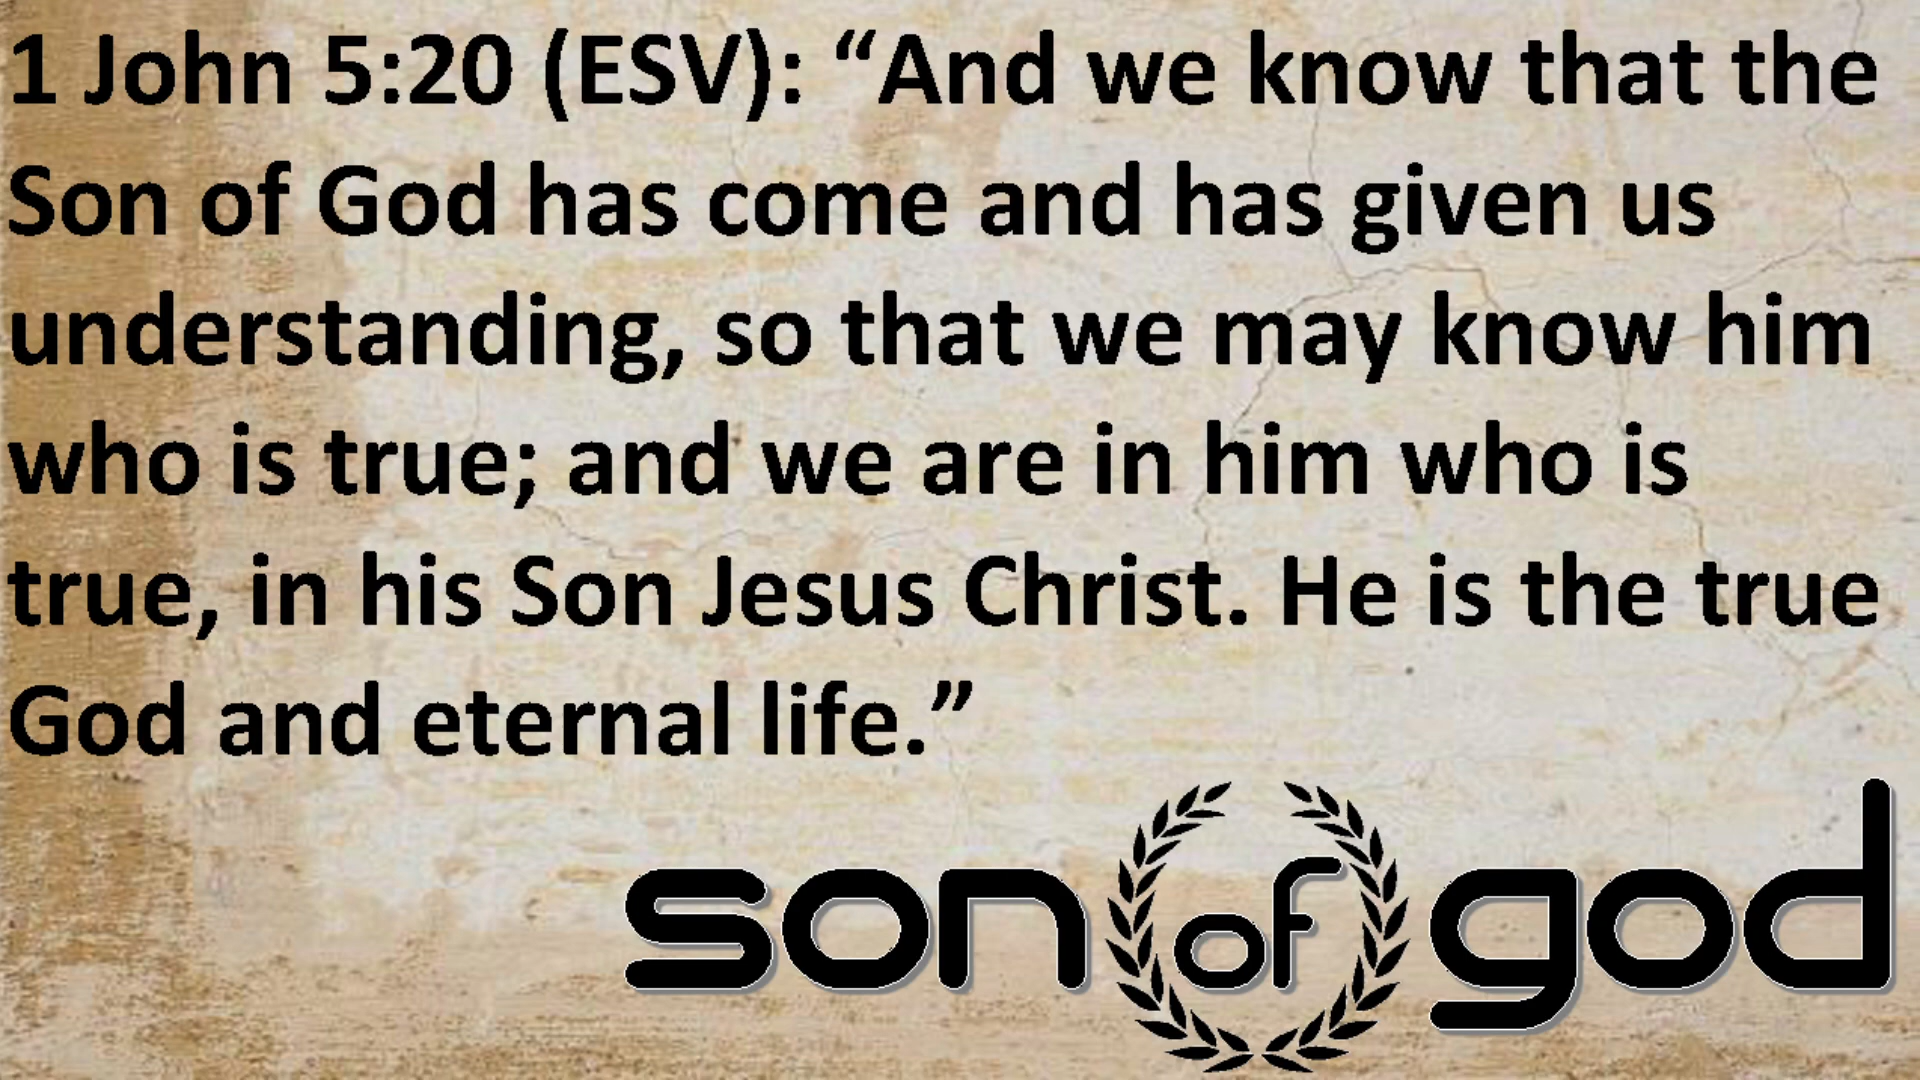 1 John 5:20 (ESV): “And we know that the
Son of God has come and has given us
understanding, so that we may know him
who is true; and we are in him who is
true, in his Son Jesus Christ. He is the true
God and eternal life.”
son of god